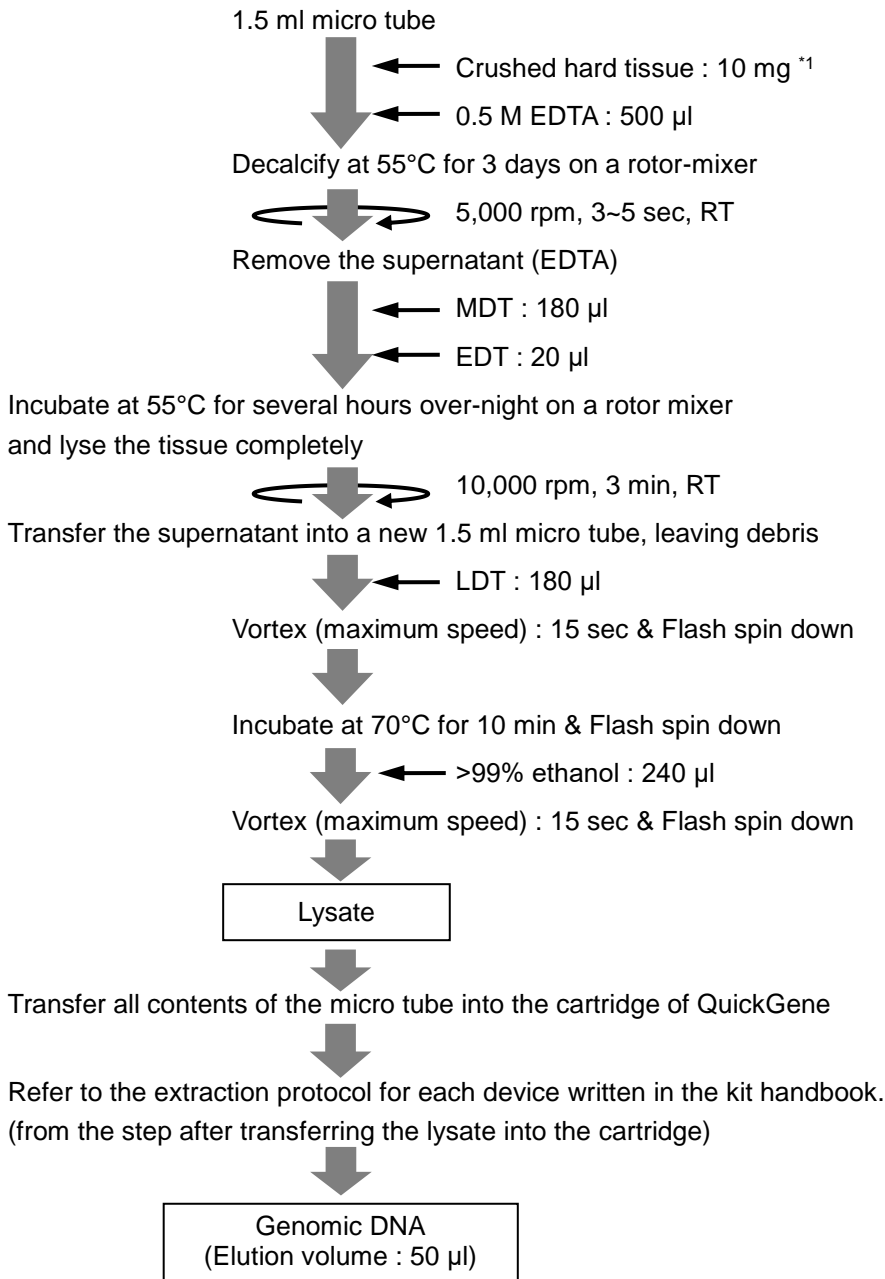 1.5 ml micro tube
Crushed hard tissue : 10 mg *1
0.5 M EDTA : 500 µl
Decalcify at 55°C for 3 days on a rotor-mixer
5,000 rpm, 3~5 sec, RT
Remove the supernatant (EDTA)
MDT : 180 µl
EDT : 20 µl
Incubate at 55°C for several hours over-night on a rotor mixer
and lyse the tissue completely
10,000 rpm, 3 min, RT
Transfer the supernatant into a new 1.5 ml micro tube, leaving debris
LDT : 180 µl
Vortex (maximum speed) : 15 sec & Flash spin down
Incubate at 70°C for 10 min & Flash spin down
>99% ethanol : 240 µl
Vortex (maximum speed) : 15 sec & Flash spin down
Lysate
Transfer all contents of the micro tube into the cartridge of QuickGene
Refer to the extraction protocol for each device written in the kit handbook.
(from the step after transferring the lysate into the cartridge)
Genomic DNA
(Elution volume : 50 µl)